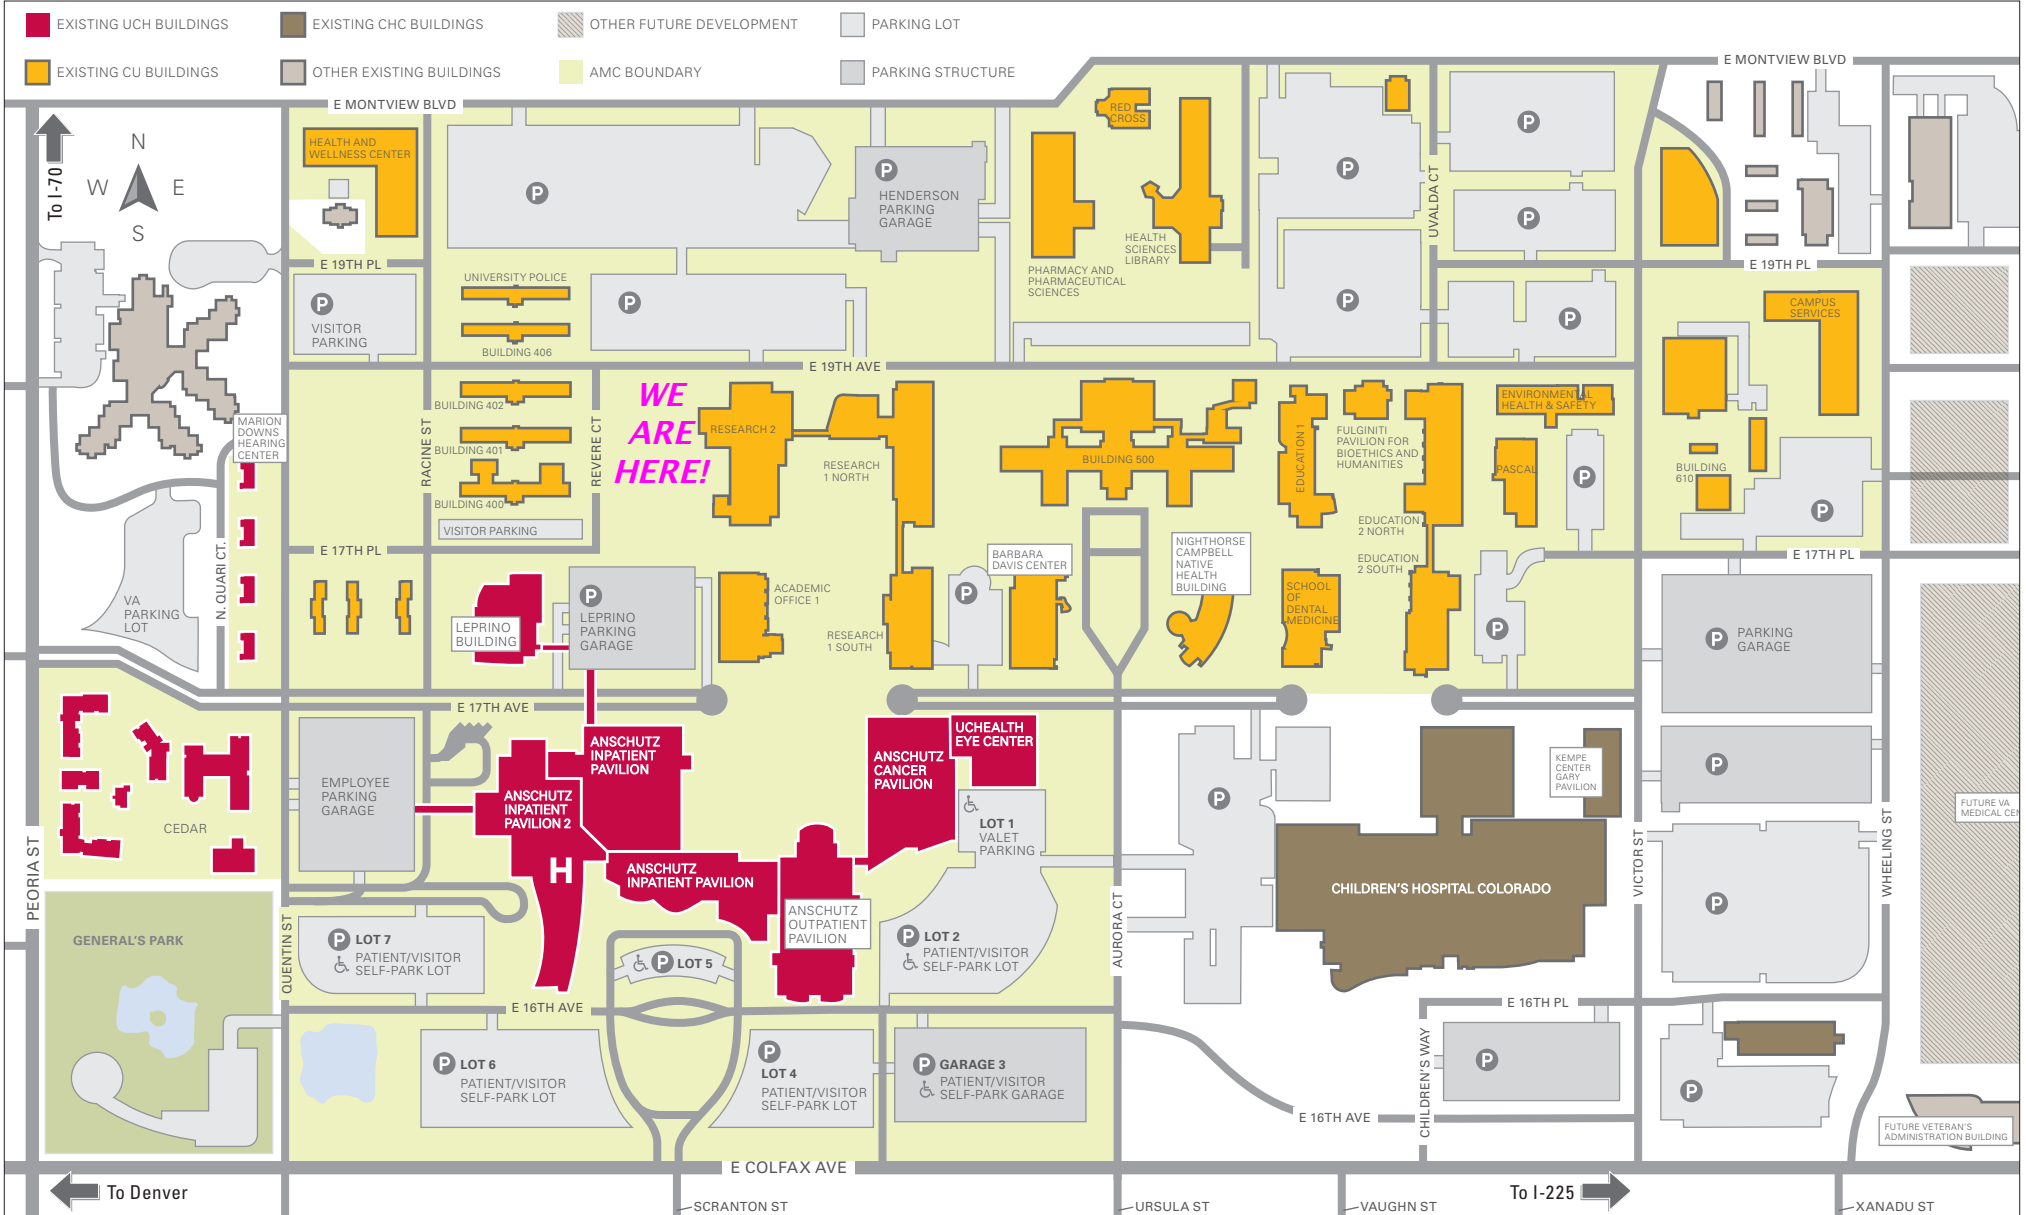 EXISTING UCH BUILDINGS
EXISTING CHC BUILDINGS
OTHER FUTURE DEVELOPMENT
PARKING LOT
EXISTING CU BUILDINGS
OTHER EXISTING BUILDINGS
AMC BOUNDARY
PARKING STRUCTURE
E MONTVIEW BLVD
E MONTVIEW BLVD
To I-70
N
W
E
S
HEALTH AND
WELLNESS CENTER
P
P
HENDERSON
PARKING
GARAGE
RED
CROSS
HEALTH
SCIENCES
LIBRARY
PHARMACY AND
PHARMACEUTICAL
SCIENCES
P
P
UVALDA CT
P
P
P
E 19TH PL
E 19TH PL
P
VISITOR
PARKING
UNIVERSITY POLICE
BUILDING 406
P
CAMPUS
SERVICES
E 19TH AVE
MARION
DOWNS
HEARING
CENTER
RACINE ST
BUILDING 402
BUILDING 401
BUILDING 400
VISITOR PARKING
REVERE CT
WE
ARE
HERE!
RESEARCH 2
RESEARCH
1 NORTH
BUILDING 500
EDUCATION 1
FULGINITI
PAVILION FOR
BIOETHICS AND
HUMANITIES
ENVIRONMENTAL
HEALTH & SAFETY
PASCAL
P
BUILDING
610
P
EDUCATION
2 NORTH
EDUCATION
2 SOUTH
E 17TH PL
E 17TH PL
N. QUARI CT.
VA
PARKING
LOT
LEPRINO
BUILDING
P
LEPRINO
PARKING
GARAGE
ACADEMIC
OFFICE 1
RESEARCH
1 SOUTH
P
BARBARA
DAVIS CENTER
NIGHTHORSE
CAMPBELL
NATIVE
HEALTH
BUILDING
SCHOOL
OF
DENTAL
MEDICINE
P
P
PARKING
GARAGE
E 17TH AVE
CEDAR
EMPLOYEE
PARKING
GARAGE
ANSCHUTZ
INPATIENT
PAVILION
ANSCHUTZ
INPATIENT
PAVILION 2
H
ANSCHUTZ
INPATIENT PAVILION
ANSCHUTZ
CANCER
PAVILION
UCHEALTH
EYE CENTER
LOT 1
VALET
PARKING
ANSCHUTZ
OUTPATIENT
PAVILION
P
KEMPE
CENTER
GARY
PAVILION
CHILDREN'S HOSPITAL COLORADO
P
P
FUTURE VA
MEDICAL CEN
PEORIA ST
QUENTIN ST
AURORA CT
VICTOR ST
WHEELING ST
GENERAL'S PARK
P LOT 7
PATIENT/VISITOR
SELF-PARK LOT
P LOT 5
P LOT 2
PATIENT/VISITOR
SELF-PARK LOT
E 16TH AVE
E 16TH PL
P LOT 6
PATIENT/VISITOR
SELF-PARK LOT
P
LOT 4
PATIENT/VISITOR
SELF-PARK LOT
P GARAGE 3
PATIENT/VISITOR
SELF-PARK GARAGE
CHILDREN'S WAY
P
P
E 16TH AVE
FUTURE VETERAN'S
ADMINISTRATION BUILDING
E COLFAX AVE
To Denver
To I-225
SCRANTON ST
URSULA ST
VAUGHN ST
XANADU ST